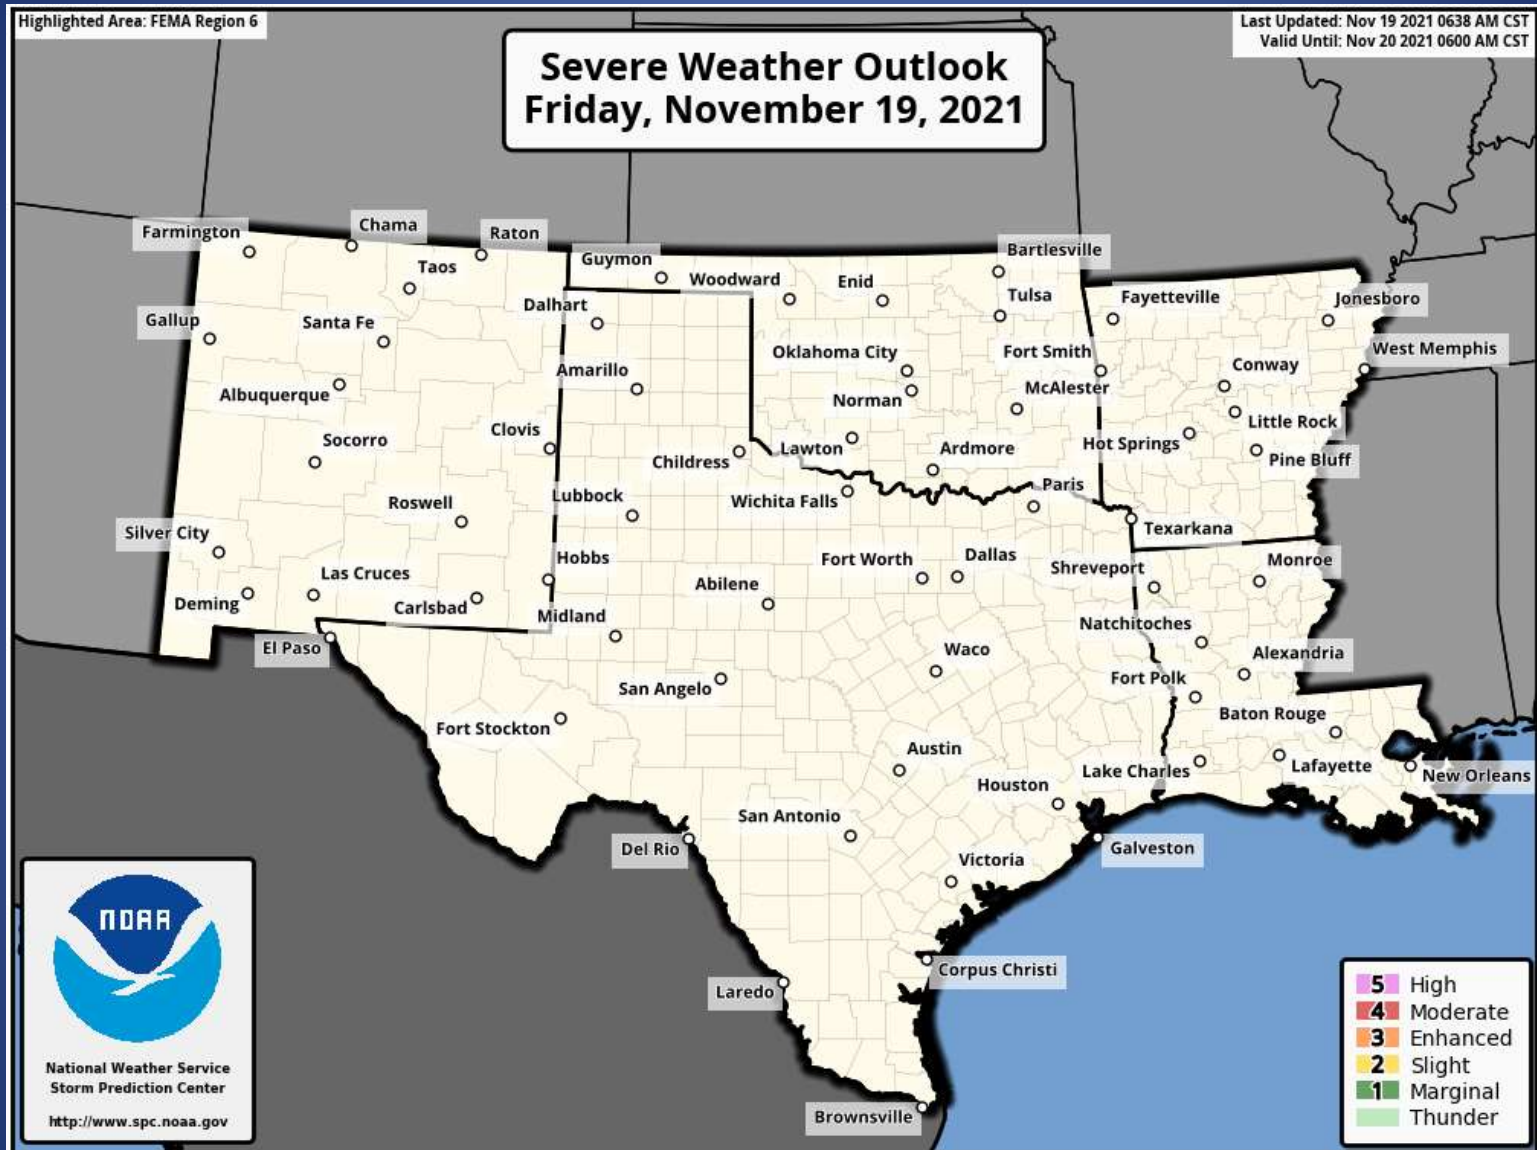 Highlighted Area: FEMA Region 6
Last Updated: Nov 19 2021 0638 AM CST
Valid Until: Nov 20 2021 0600 AM CST
Severe Weather Outlook
Friday, November 19, 2021
Farmington
Chama
Raton
Taos
Guymon
Woodward
Enid
Bartlesville
Tulsa
Fayetteville
Jonesboro
Gallup
Santa Fe
Dalhart
Oklahoma City
Fort Smith
West Memphis
Amarillo
Conway
Albuquerque
Norman
McAlester
Little Rock
Socorro
Clovis
Childress
Lawton
Ardmore
Hot Springs
Pine Bluff
Roswell
Lubbock
Wichita Falls
Paris
Texarkana
Silver City
Las Cruces
Hobbs
Abilene
Fort Worth
Dallas
Shreveport
Monroe
Deming
Carlsbad
Midland
Natchitoches
El Paso
San Angelo
Waco
Alexandria
Fort Polk
Fort Stockton
Baton Rouge
Austin
Houston
Lake Charles
Lafayette
New Orleans
San Antonio
Del Rio
Victoria
Galveston
Corpus Christi
Laredo
Brownsville
NOAA
National Weather Service
Storm Prediction Center
http://www.spc.noaa.gov
5 High
4 Moderate
3 Enhanced
2 Slight
1 Marginal
Thunder